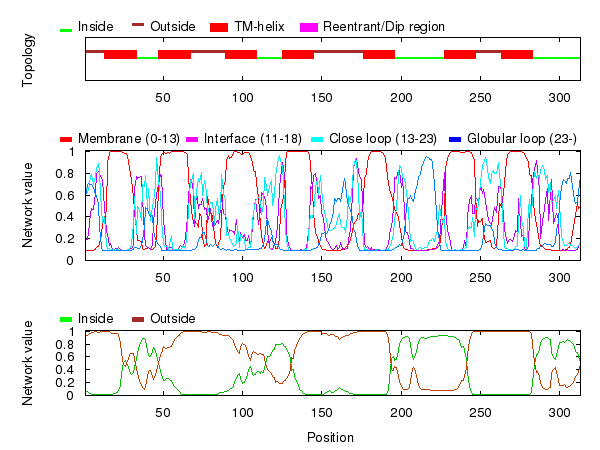 Inside Outside TM-helix Reentrant/Dip region
Topology
50 100 150 200 250 300
Membrane (0-13) Interface (11-18) Close loop (13-23) Globular loop (23-)
Network value
1
0.8
0.6
0.4
0.2
0
50 100 150 200 250 300
Inside Outside
Network value
1
0.8
0.6
0.4
0.2
0
50 100 150 200 250 300
Position